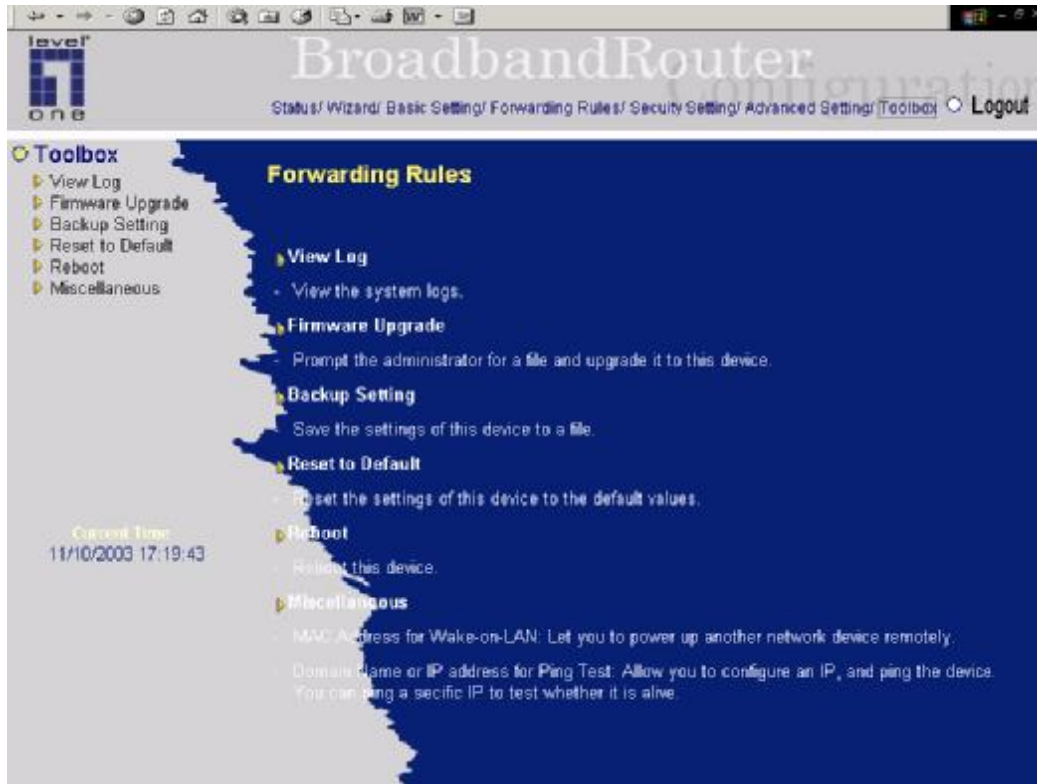 level
one
BroadbandRouter
Configuration
Status/ Wizard/ Basic Setting/ Forwarding Rules/ Secuity Setting/ Advanced Setting/ Toolbox Logout
Toolbox
View Log
Firmware Upgrade
Backup Setting
Reset to Default
Reboot
Miscellaneous
Current Time
11/10/2003 17:19:43
Forwarding Rules
View Log
- View the system logs.
Firmware Upgrade
- Prompt the administrator for a file and upgrade it to this device.
Backup Setting
- Save the settings of this device to a file.
Reset to Default
- Reset the settings of this device to the default values.
Reboot
- Reboot this device.
Miscellaneous
- MAC Address for Wake-on-LAN: Let you to power up another network device remotely.
- Domain Name or IP address for Ping Test: Allow you to configure an IP, and ping the device.
You can ping a secific IP to test whether it is alive.